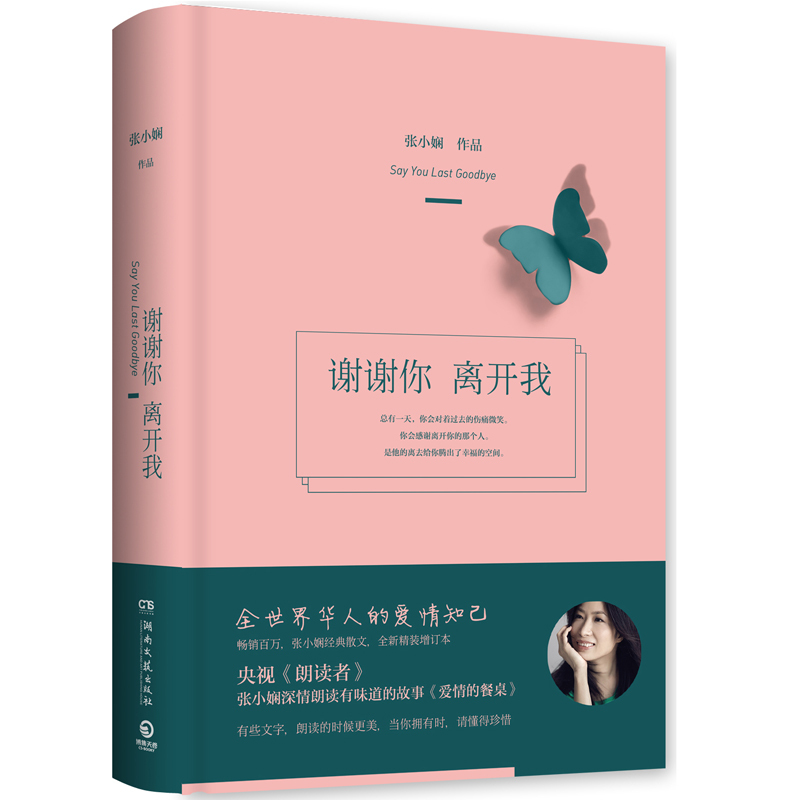 张小娴
作品
Say You Last Goodbye
谢谢你 离开我
CS
湖南文艺出版社
博集天卷
CS-BOOKY
张小娴 作品
Say You Last Goodbye
谢谢你 离开我
总有一天，你会对着过去的伤痛微笑。
你会感谢离开你的那个人。
是他的离去给你腾出了幸福的空间。
全世界华人的爱情知己
畅销百万，张小娴经典散文，全新精装增订本
央视《朗读者》
张小娴深情朗读有味道的故事《爱情的餐桌》
有些文字，朗读的时候更美，当你拥有时，请懂得珍惜